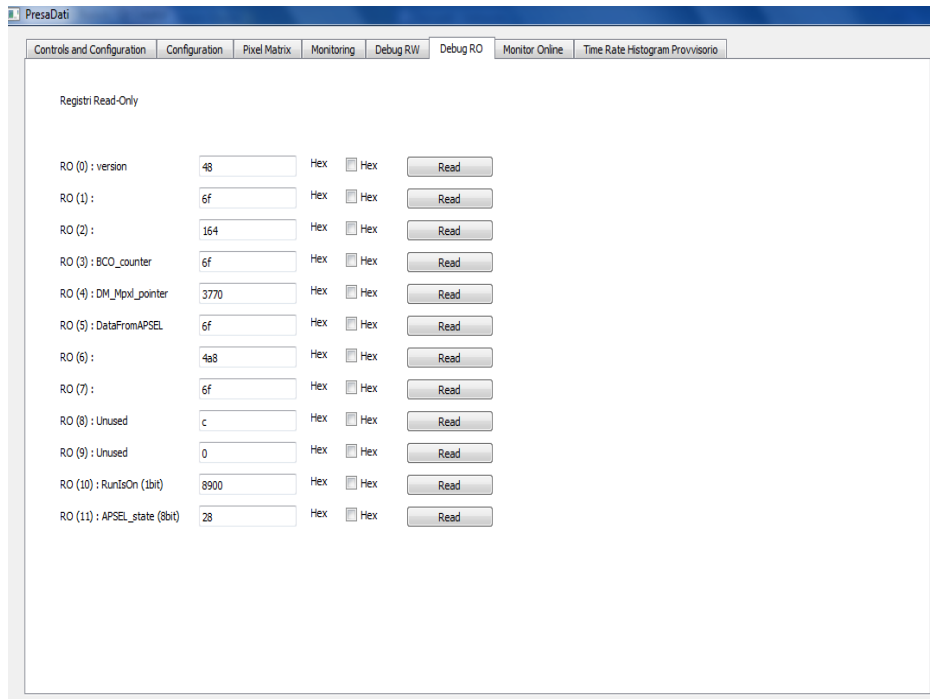 PresaDati
Controls and Configuration Configuration Pixel Matrix Monitoring Debug RW Debug RO Monitor Online Time Rate Histogram Provvisorio
Registri Read-Only
RO (0) : version 48 Hex Hex Read
RO (1) : 6f Hex Hex Read
RO (2) : 164 Hex Hex Read
RO (3) : BCO_counter 6f Hex Hex Read
RO (4) : DM_Mpxl_pointer 3770 Hex Hex Read
RO (5) : DataFromAPSEL 6f Hex Hex Read
RO (6) : 4a8 Hex Hex Read
RO (7) : 6f Hex Hex Read
RO (8) : Unused c Hex Hex Read
RO (9) : Unused 0 Hex Hex Read
RO (10) : RunIsOn (1bit) 8900 Hex Hex Read
RO (11) : APSEL_state (8bit) 28 Hex Hex Read